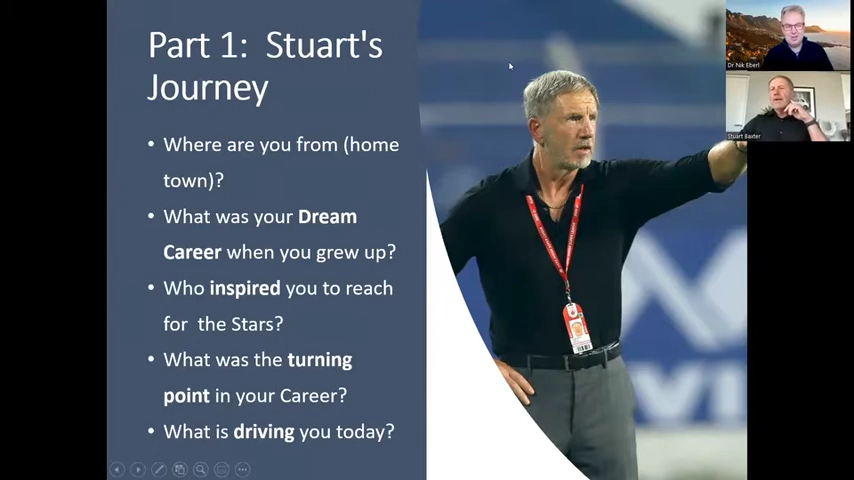 Part 1: Stuart's
Journey
• Where are you from (home
town)?
• What was your Dream
Career when you grew up?
• Who inspired you to reach
for the Stars?
• What was the turning
point in your Career?
• What is driving you today?
Dr Nik Eberl
Stuart Baxter